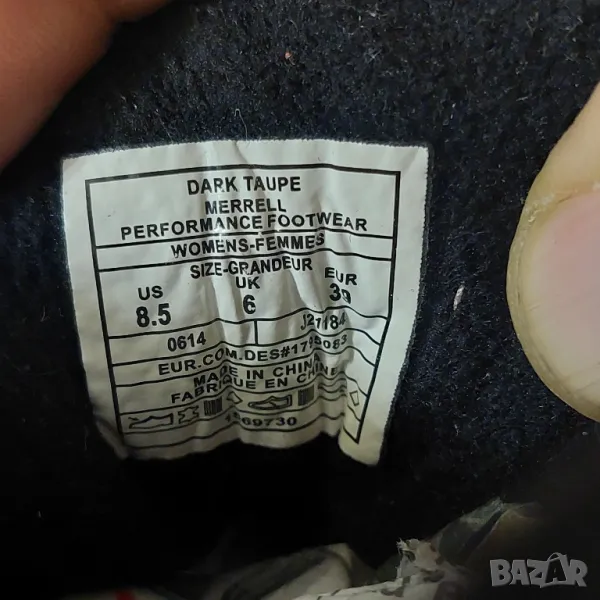 DARK TAUPE
MERRELL
PERFORMANCE FOOTWEAR
WOMENS-FEMMES
SIZE-GRANDEUR
US UK EUR
8.5 6 39
0614
EUR.COM.DES#1795083
MADE IN CHINA
FABRIQUE EN CHINE
BAZAR